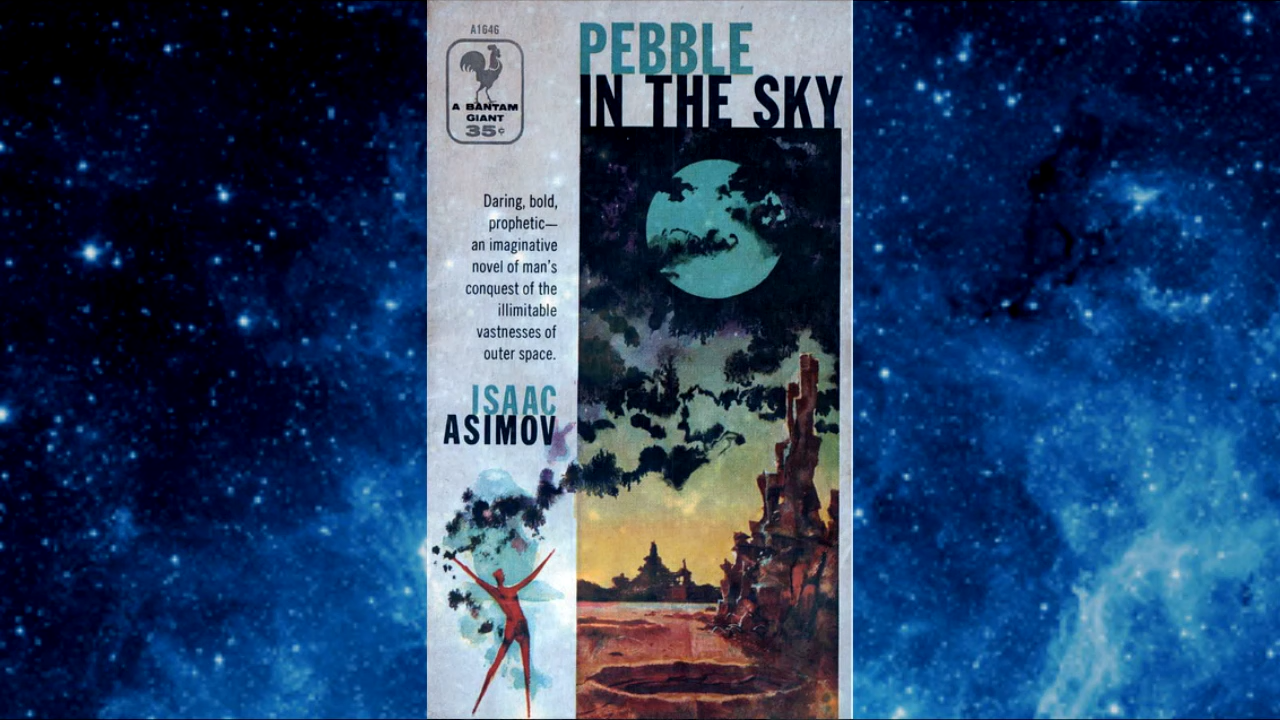 A1646
A BANTAM
GIANT
35¢
PEBBLE
IN THE SKY
Daring, bold,
prophetic—
an imaginative
novel of man's
conquest of the
illimitable
vastnesses of
outer space.
ISAAC
ASIMOV